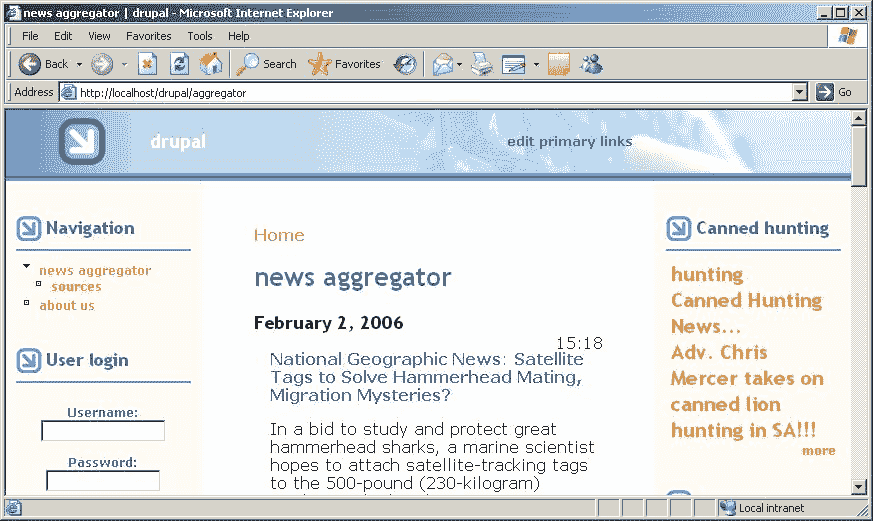 news aggregator | drupal - Microsoft Internet Explorer
File Edit View Favorites Tools Help
Back Search Favorites
Address http://localhost/drupal/aggregator Go
drupal
edit primary links
Navigation
news aggregator
sources
about us
User login
Username:
Password:
Home
news aggregator
February 2, 2006
15:18
National Geographic News: Satellite
Tags to Solve Hammerhead Mating,
Migration Mysteries?
In a bid to study and protect great
hammerhead sharks, a marine scientist
hopes to attach satellite-tracking tags
to the 500-pound (230-kilogram)
Canned hunting
hunting
Canned Hunting
News...
Adv. Chris
Mercer takes on
canned lion
hunting in SA!!!
more
Local intranet